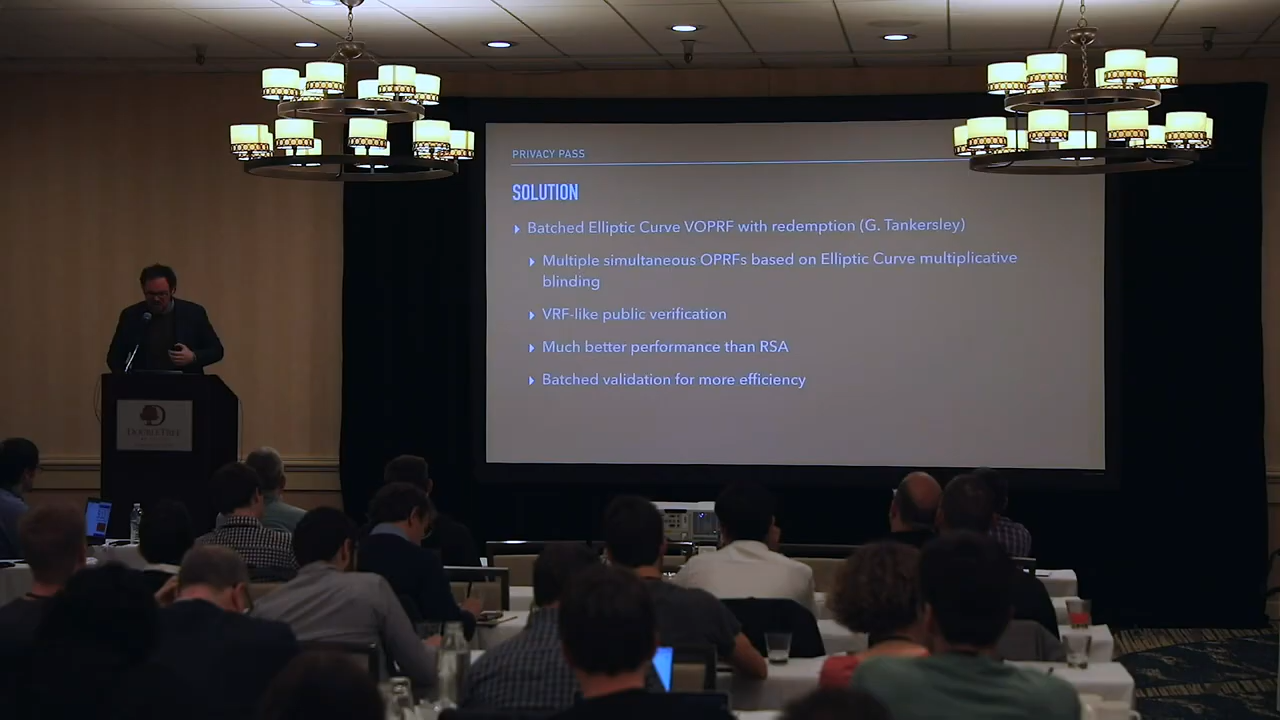 PRIVACY PASS
SOLUTION
Batched Elliptic Curve VOPRF with redemption (G. Tankersley)
Multiple simultaneous OPRFs based on Elliptic Curve multiplicative
blinding
VRF-like public verification
Much better performance than RSA
Batched validation for more efficiency
DOUBLETREE